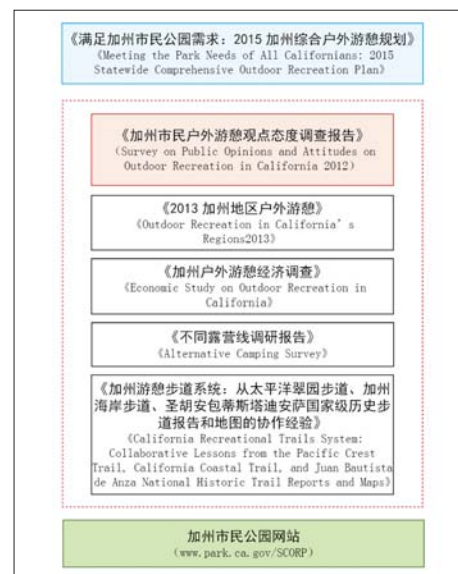 《满足加州市民公园需求：2015 加州综合户外游憩规划》
《Meeting the Park Needs of All Californians: 2015
Statewide Comprehensive Outdoor Recreation Plan》
《加州市民户外游憩观点态度调查报告》
（Survey on Public Opinions and Attitudes on
Outdoor Recreation in California 2012）
《2013 加州地区户外游憩》
《Outdoor Recreation in California's
Regions2013》
《加州户外游憩经济调查》
《Economic Study on Outdoor Recreation in
California》
《不同露营线调研报告》
《Alternative Camping Survey》
《加州游憩步道系统：从太平洋翠园步道、加州
海岸步道、圣胡安包蒂斯塔迪安萨国家级历史步
道报告和地图的协作经验》
《California Recreational Trails System:
Collaborative Lessons from the Pacific Crest
Trail, California Coastal Trail, and Juan Bautista
de Anza National Historic Trail Reports and Maps》
加州市民公园网站
(www.park.ca.gov/SCORP)